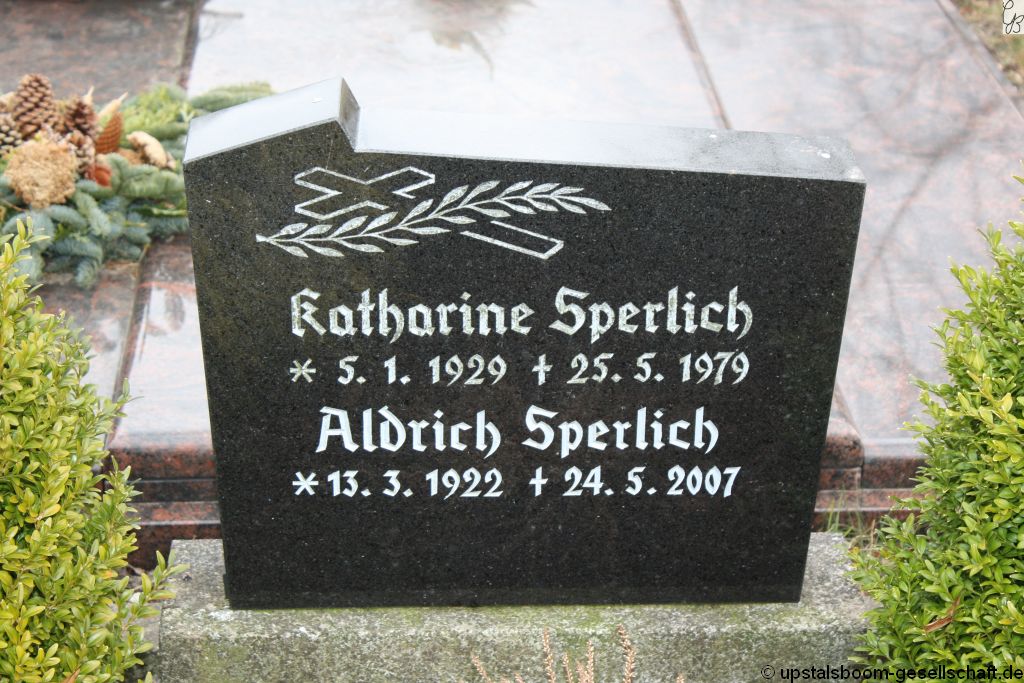 Katharine Sperlich
* 5. 1. 1929 † 25. 5. 1979
Aldrich Sperlich
* 13. 3. 1922 † 24. 5. 2007
© upstalsboom-gesellschaft.de